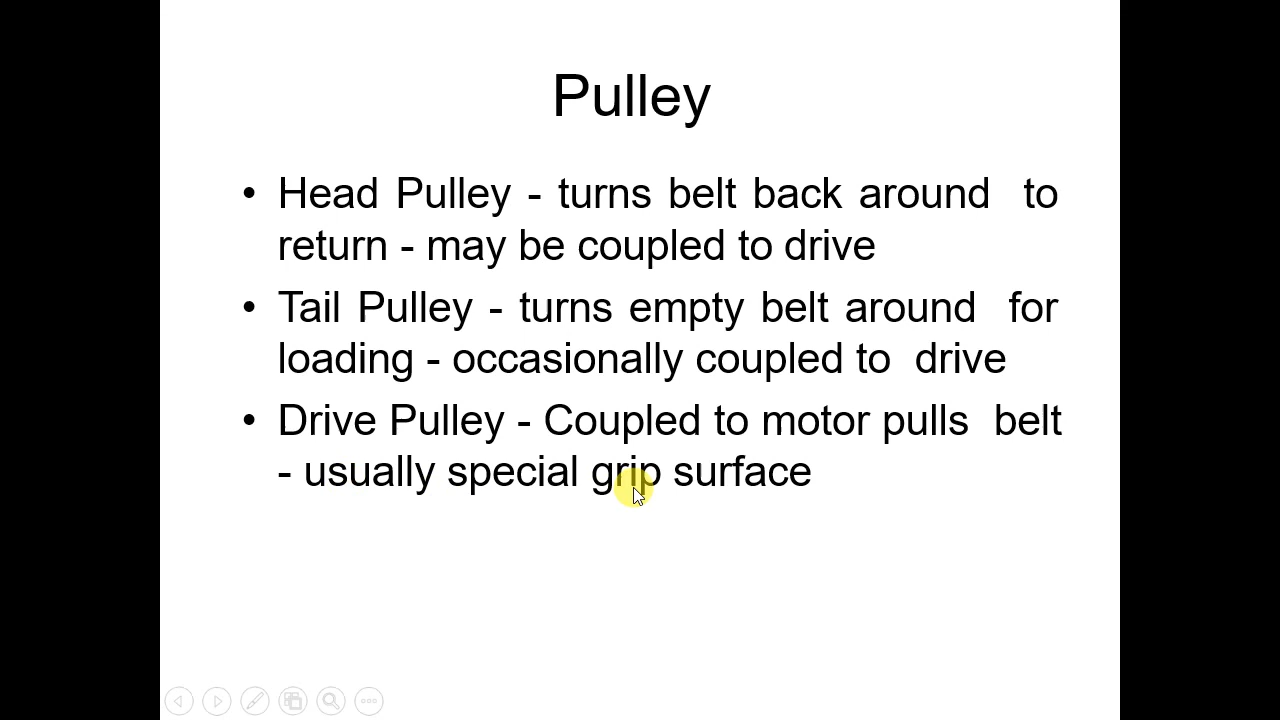 Pulley
• Head Pulley - turns belt back around to
return - may be coupled to drive
• Tail Pulley - turns empty belt around for
loading - occasionally coupled to drive
• Drive Pulley - Coupled to motor pulls belt
- usually special grip surface